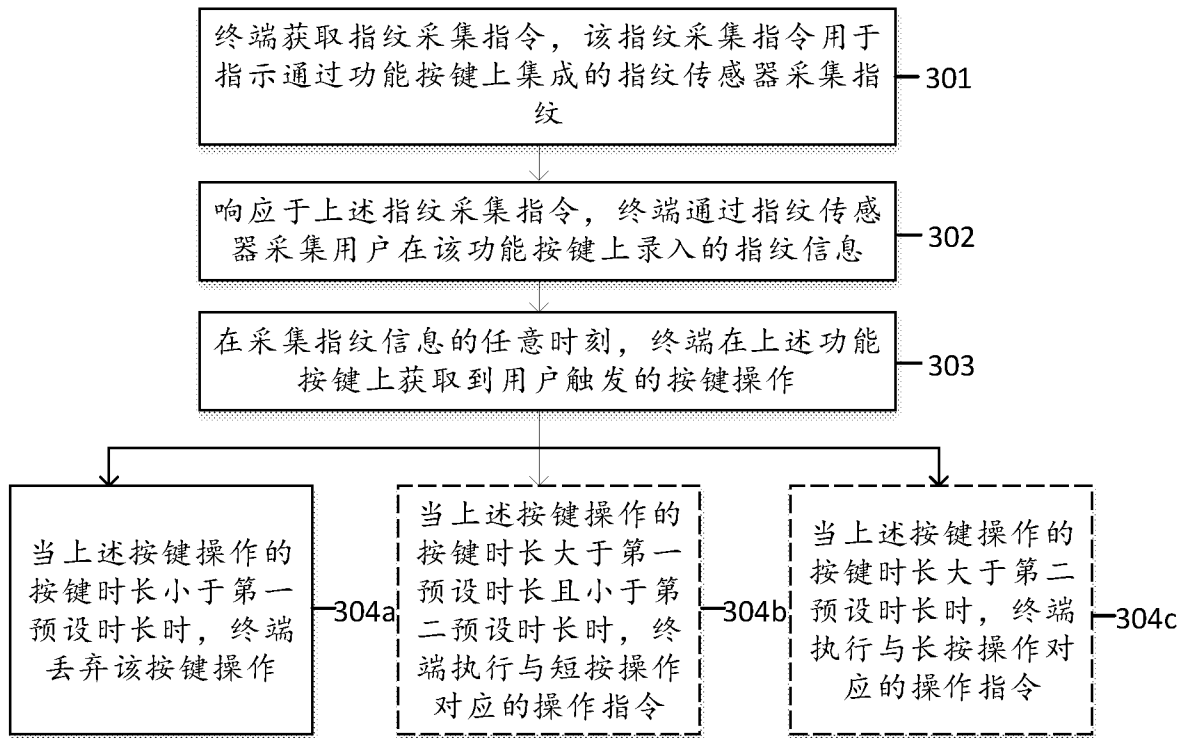 终端获取指纹采集指令，该指纹采集指令用于
指示通过功能按键上集成的指纹传感器采集指
纹
301
响应于上述指纹采集指令，终端通过指纹传感
器采集用户在该功能按键上录入的指纹信息
302
在采集指纹信息的任意时刻，终端在上述功能
按键上获取到用户触发的按键操作
303
当上述按键操作的
按键时长小于第一
预设时长时，终端
丢弃该按键操作
304a
当上述按键操作的
按键时长大于第一
预设时长且小于第
二预设时长时，终
端执行与短按操作
对应的操作指令
304b
当上述按键操作的
按键时长大于第二
预设时长时，终端
执行与长按操作对
应的操作指令
304c